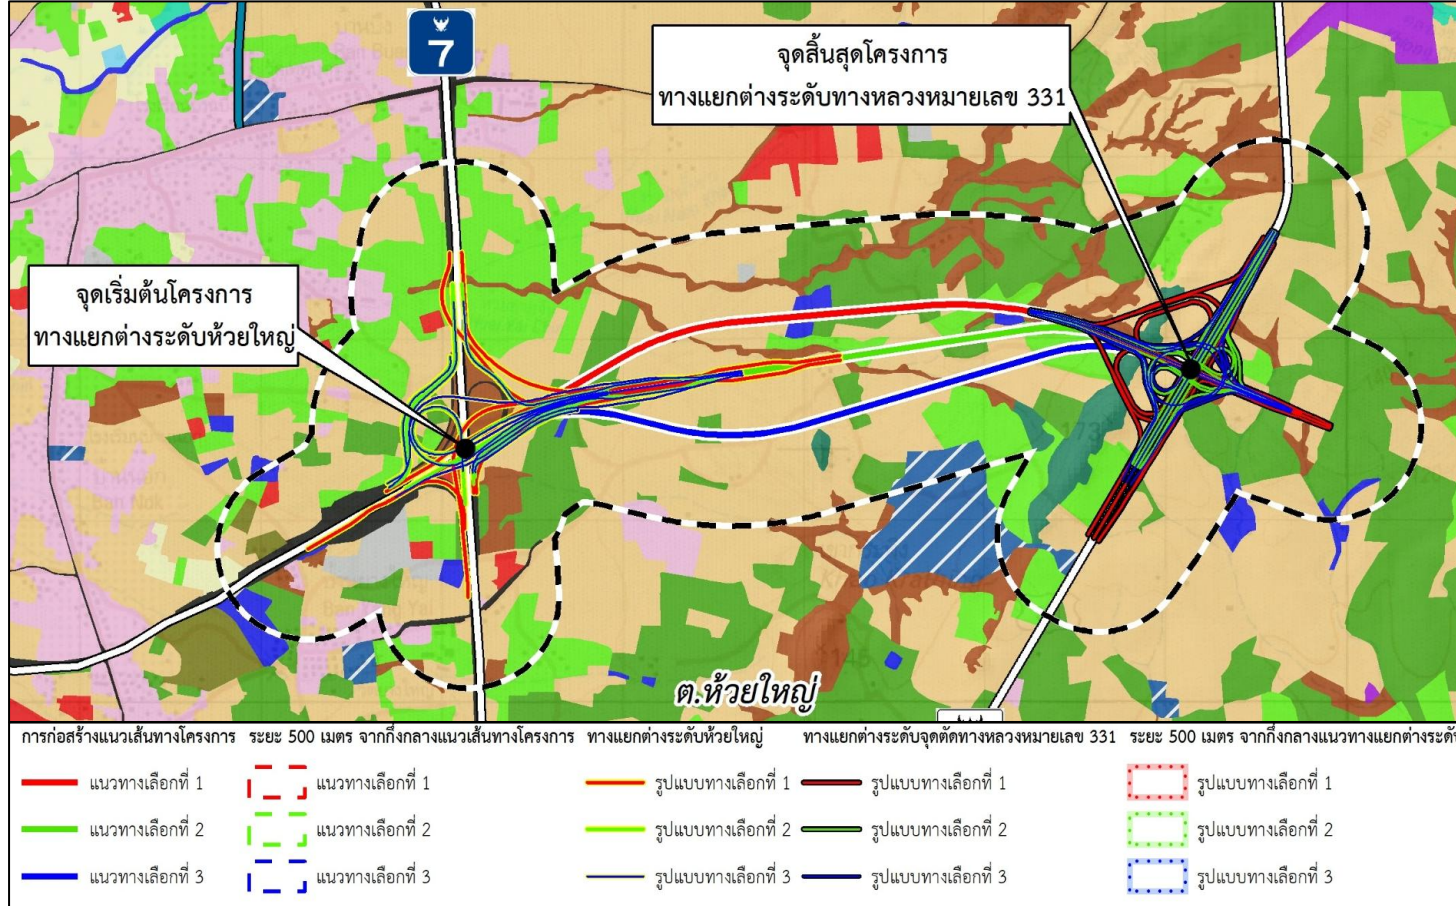 7
จุดสิ้นสุดโครงการ
ทางแยกต่างระดับทางหลวงหมายเลข 331
จุดเริ่มต้นโครงการ
ทางแยกต่างระดับห้วยใหญ่
173
146
ต.ห้วยใหญ่
การก่อสร้างแนวเส้นทางโครงการ ระยะ 500 เมตร จากกึ่งกลางแนวเส้นทางโครงการ ทางแยกต่างระดับห้วยใหญ่ ทางแยกต่างระดับจุดตัดทางหลวงหมายเลข 331 ระยะ 500 เมตร จากกึ่งกลางแนวทางแยกต่างระดับ
แนวทางเลือกที่ 1 แนวทางเลือกที่ 1 รูปแบบทางเลือกที่ 1 รูปแบบทางเลือกที่ 1 รูปแบบทางเลือกที่ 1
แนวทางเลือกที่ 2 แนวทางเลือกที่ 2 รูปแบบทางเลือกที่ 2 รูปแบบทางเลือกที่ 2 รูปแบบทางเลือกที่ 2
แนวทางเลือกที่ 3 แนวทางเลือกที่ 3 รูปแบบทางเลือกที่ 3 รูปแบบทางเลือกที่ 3 รูปแบบทางเลือกที่ 3